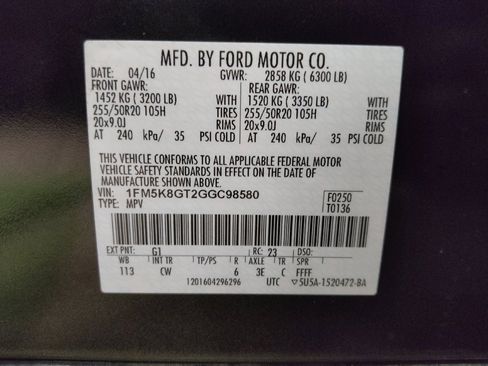 MFD. BY FORD MOTOR CO.
DATE: 04/16 GVWR: 2858 KG ( 6300 LB)
FRONT GAWR: REAR GAWR:
1452 KG ( 3200 LB) WITH 1520 KG ( 3350 LB) WITH
255/50R20 105H TIRES 255/50R20 105H TIRES
20x9.0J RIMS 20x9.0J RIMS
AT 240 kPa/ 35 PSI COLD AT 240 kPa/ 35 PSI COLD
THIS VEHICLE CONFORMS TO ALL APPLICABLE FEDERAL MOTOR
VEHICLE SAFETY STANDARDS IN EFFECT ON THE DATE OF
MANUFACTURE SHOWN ABOVE.
VIN: 1FM5K8GT2GGC98580 F0250
TYPE: MPV T0136
EXT PNT: G1 RC: 23 DSO:
WB INT TR TP/PS R AXLE TR SPR
113 CW 6 3E C FFFF
1201604296296 UTC ▽5U5A-1520472-BA